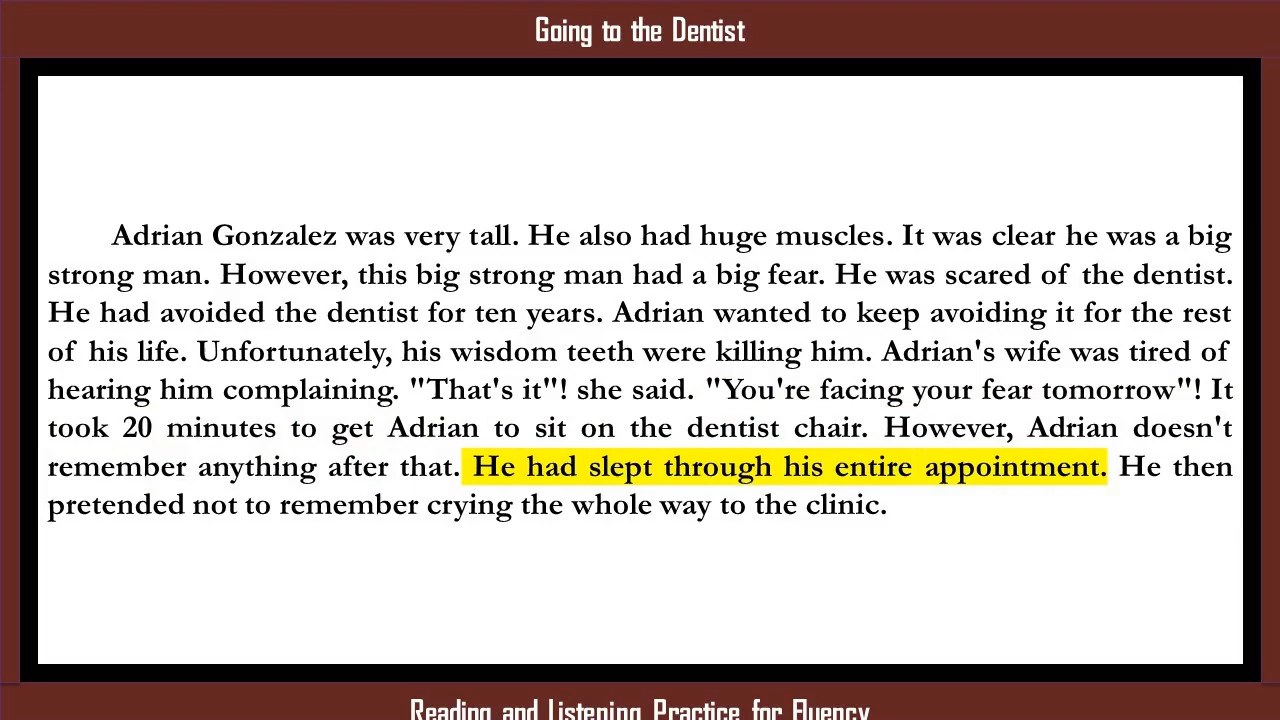 Going to the Dentist
Adrian Gonzalez was very tall. He also had huge muscles. It was clear he was a big
strong man. However, this big strong man had a big fear. He was scared of the dentist.
He had avoided the dentist for ten years. Adrian wanted to keep avoiding it for the rest
of his life. Unfortunately, his wisdom teeth were killing him. Adrian's wife was tired of
hearing him complaining. "That's it"! she said. "You're facing your fear tomorrow"! It
took 20 minutes to get Adrian to sit on the dentist chair. However, Adrian doesn't
remember anything after that. He had slept through his entire appointment. He then
pretended not to remember crying the whole way to the clinic.
Reading and Listening Practice for Fluency